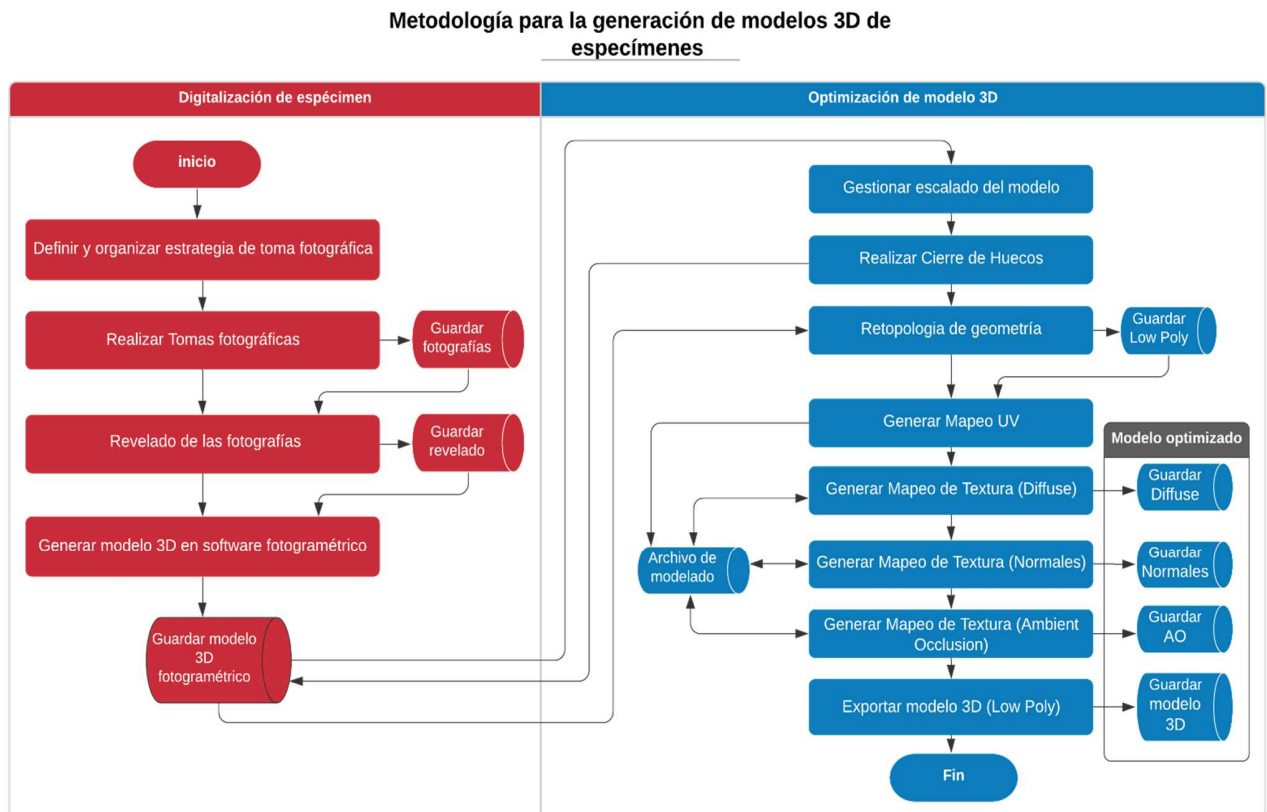 Metodología para la generación de modelos 3D de
especímenes
Digitalización de espécimen
inicio
Definir y organizar estrategia de toma fotográfica
Realizar Tomas fotográficas
Guardar
fotografías
Revelado de las fotografías
Guardar
revelado
Generar modelo 3D en software fotogramétrico
Guardar modelo
3D
fotogramétrico
Optimización de modelo 3D
Gestionar escalado del modelo
Realizar Cierre de Huecos
Retopologia de geometría
Guardar
Low Poly
Generar Mapeo UV
Generar Mapeo de Textura (Diffuse)
Archivo de
modelado
Generar Mapeo de Textura (Normales)
Generar Mapeo de Textura (Ambient
Occlusion)
Exportar modelo 3D (Low Poly)
Fin
Modelo optimizado
Guardar
Diffuse
Guardar
Normales
Guardar
AO
Guardar
modelo
3D